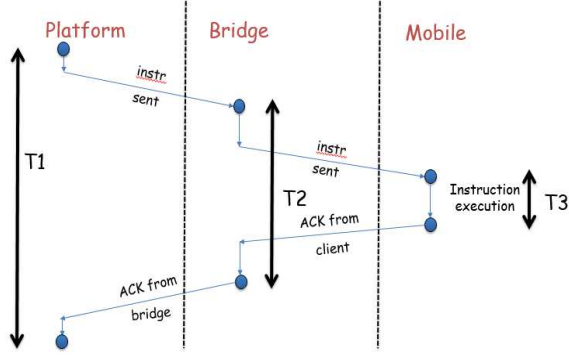 Platform
Bridge
Mobile
instr
sent
T1
instr
sent
T2
Instruction
execution
T3
ACK from
client
ACK from
bridge